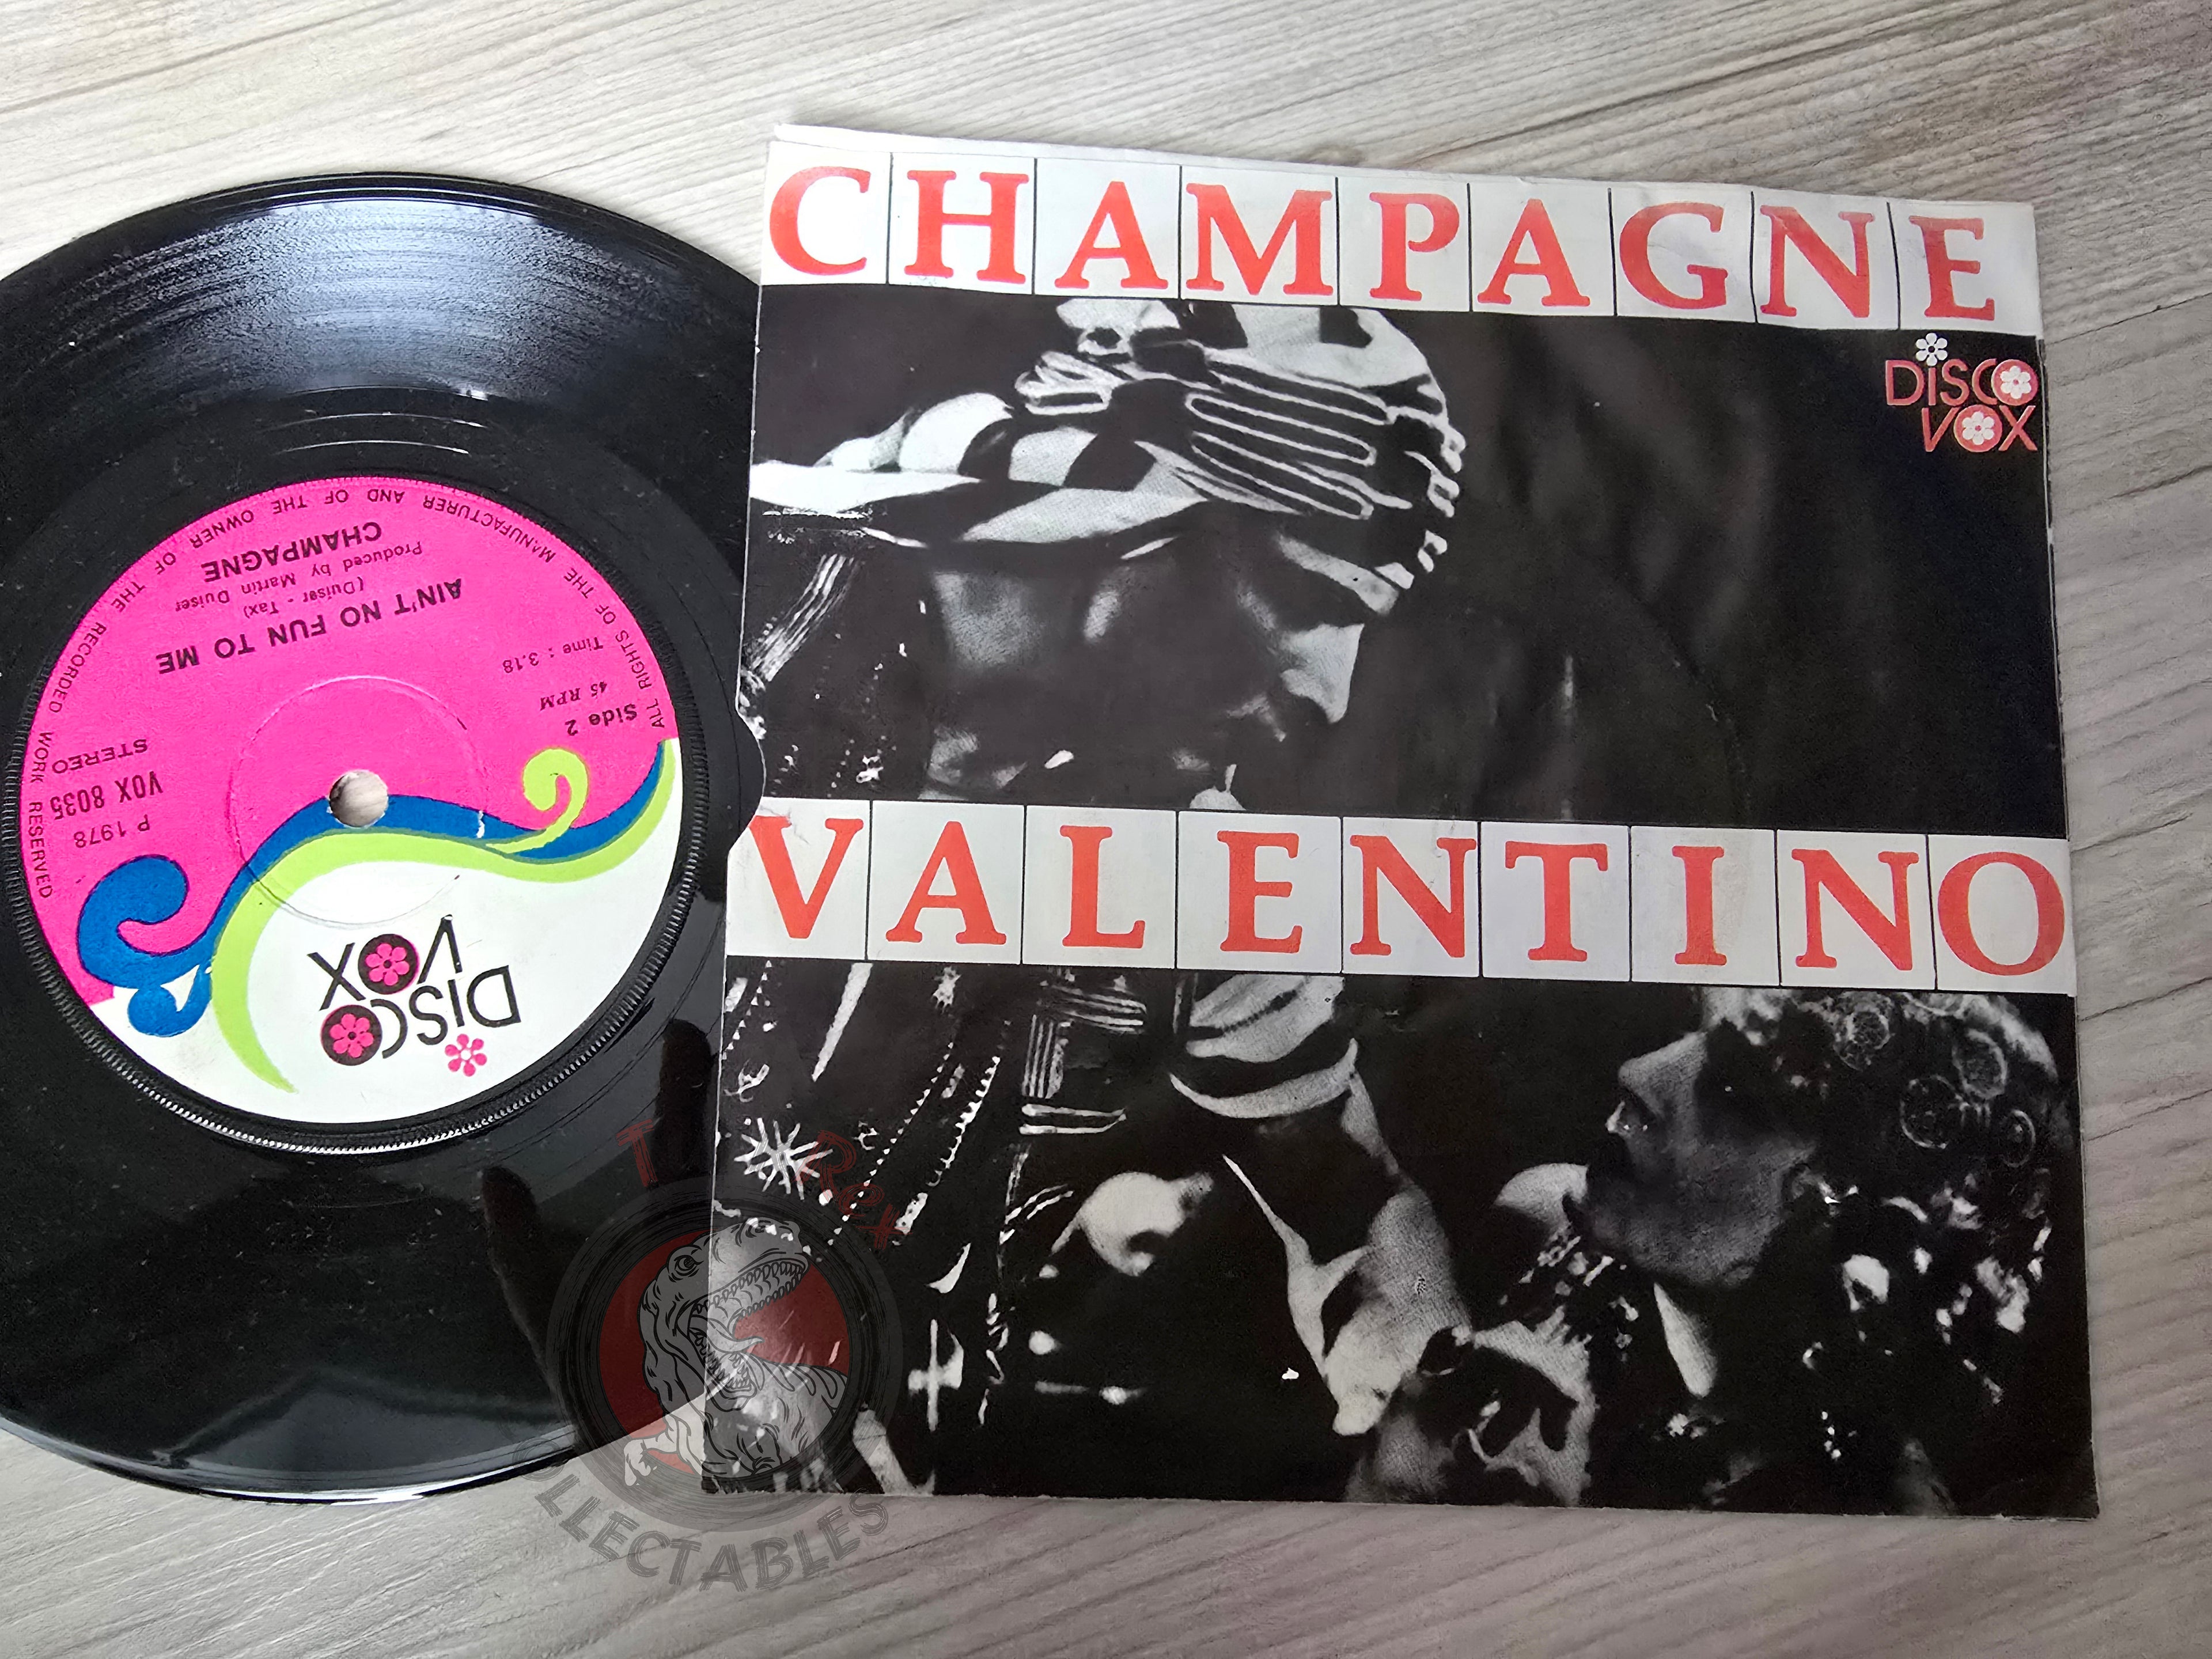 CHAMPAGNE
DISCO
VOX
VALENTINO
ALL RIGHTS OF THE MANUFACTURER AND OF THE OWNER OF THE RECORDED WORK RESERVED
CHAMPAGNE
Produced by Martin Duiser
(Duiser - Tax)
AIN'T NO FUN TO ME
Time : 3.18
45 RPM
Side 2
STEREO
VOX 8035
P 1978
DISCO
VOX
T Rex
COLLECTABLES